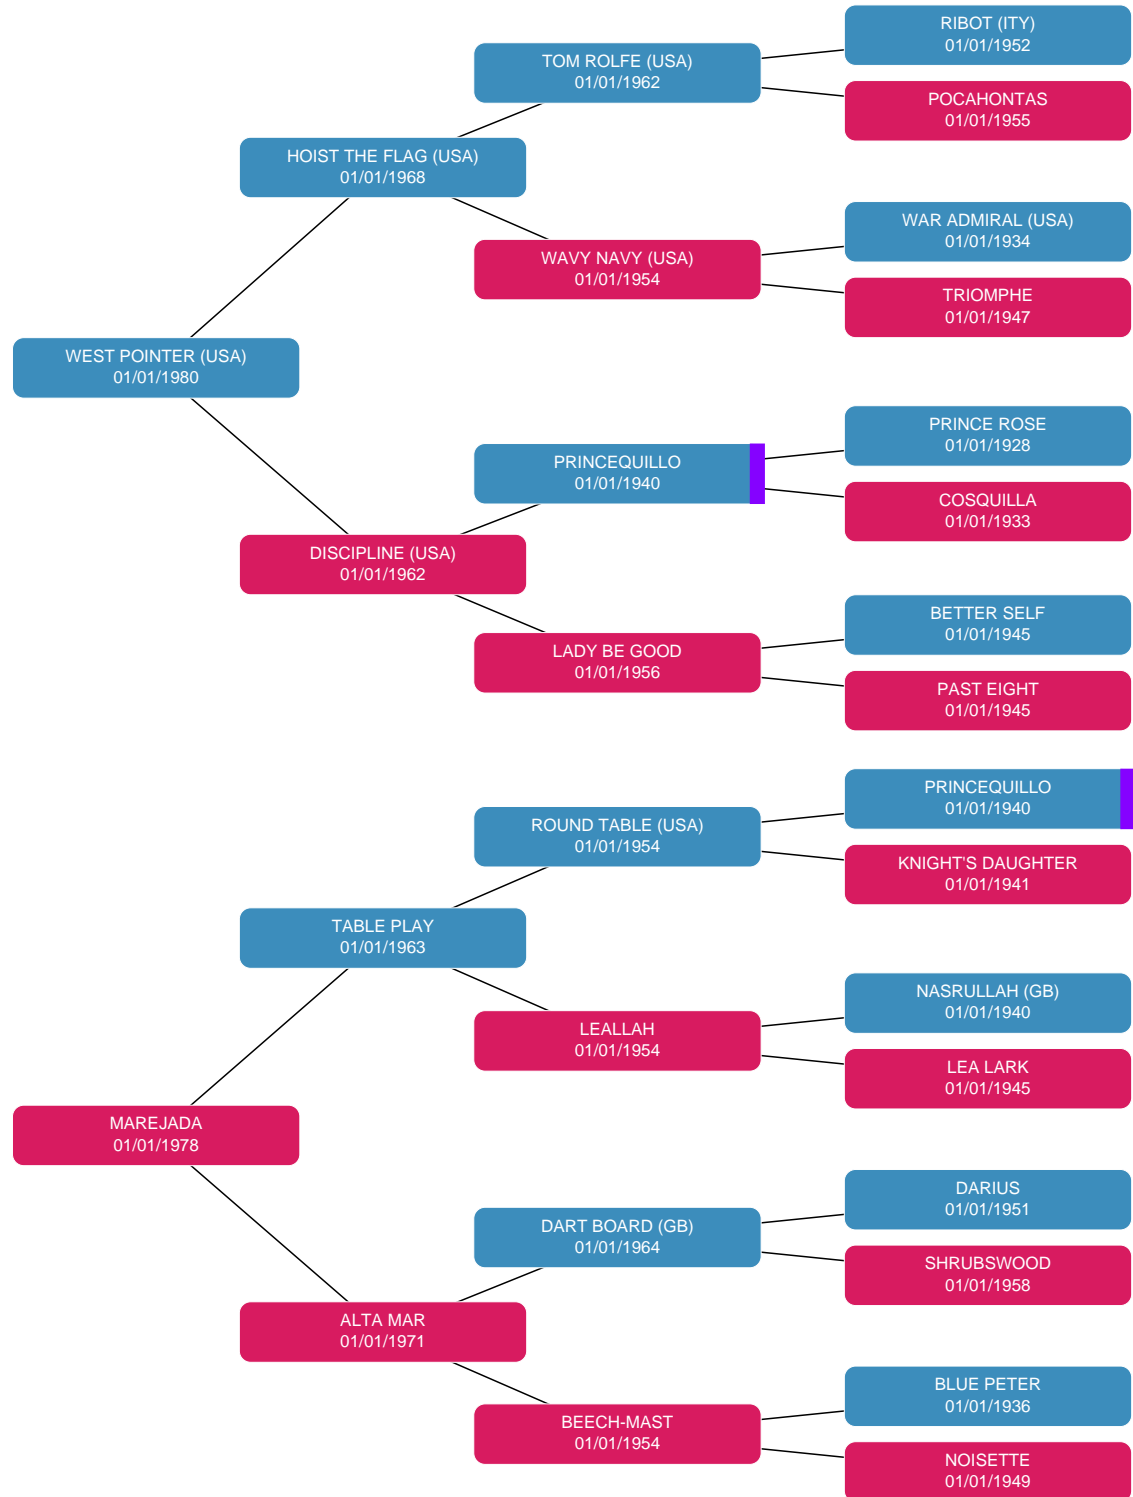 RIBOT (ITY)
01/01/1952
TOM ROLFE (USA)
01/01/1962
POCAHONTAS
01/01/1955
HOIST THE FLAG (USA)
01/01/1968
WAR ADMIRAL (USA)
01/01/1934
WAVY NAVY (USA)
01/01/1954
TRIOMPHE
01/01/1947
WEST POINTER (USA)
01/01/1980
PRINCE ROSE
01/01/1928
PRINCEQUILLO
01/01/1940
COSQUILLA
01/01/1933
DISCIPLINE (USA)
01/01/1962
BETTER SELF
01/01/1945
LADY BE GOOD
01/01/1956
PAST EIGHT
01/01/1945
PRINCEQUILLO
01/01/1940
ROUND TABLE (USA)
01/01/1954
KNIGHT'S DAUGHTER
01/01/1941
TABLE PLAY
01/01/1963
NASRULLAH (GB)
01/01/1940
LEALLAH
01/01/1954
LEA LARK
01/01/1945
MAREJADA
01/01/1978
DARIUS
01/01/1951
DART BOARD (GB)
01/01/1964
SHRUBSWOOD
01/01/1958
ALTA MAR
01/01/1971
BLUE PETER
01/01/1936
BEECH-MAST
01/01/1954
NOISETTE
01/01/1949